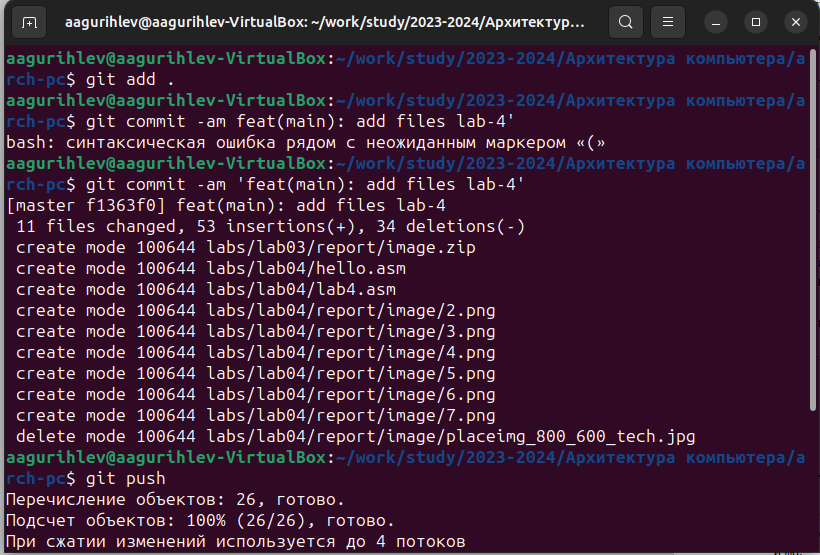 aagurihlev@aagurihlev-VirtualBox: ~/work/study/2023-2024/Архитектур...
aagurihlev@aagurihlev-VirtualBox:~/work/study/2023-2024/Архитектура компьютера/a
rch-pc$ git add .
aagurihlev@aagurihlev-VirtualBox:~/work/study/2023-2024/Архитектура компьютера/a
rch-pc$ git commit -am feat(main): add files lab-4'
bash: синтаксическая ошибка рядом с неожиданным маркером «(»
aagurihlev@aagurihlev-VirtualBox:~/work/study/2023-2024/Архитектура компьютера/a
rch-pc$ git commit -am 'feat(main): add files lab-4'
[master f1363f0] feat(main): add files lab-4
 11 files changed, 53 insertions(+), 34 deletions(-)
 create mode 100644 labs/lab03/report/image.zip
 create mode 100644 labs/lab04/hello.asm
 create mode 100644 labs/lab04/lab4.asm
 create mode 100644 labs/lab04/report/image/2.png
 create mode 100644 labs/lab04/report/image/3.png
 create mode 100644 labs/lab04/report/image/4.png
 create mode 100644 labs/lab04/report/image/5.png
 create mode 100644 labs/lab04/report/image/6.png
 create mode 100644 labs/lab04/report/image/7.png
 delete mode 100644 labs/lab04/report/image/placeimg_800_600_tech.jpg
aagurihlev@aagurihlev-VirtualBox:~/work/study/2023-2024/Архитектура компьютера/a
rch-pc$ git push
Перечисление объектов: 26, готово.
Подсчет объектов: 100% (26/26), готово.
При сжатии изменений используется до 4 потоков